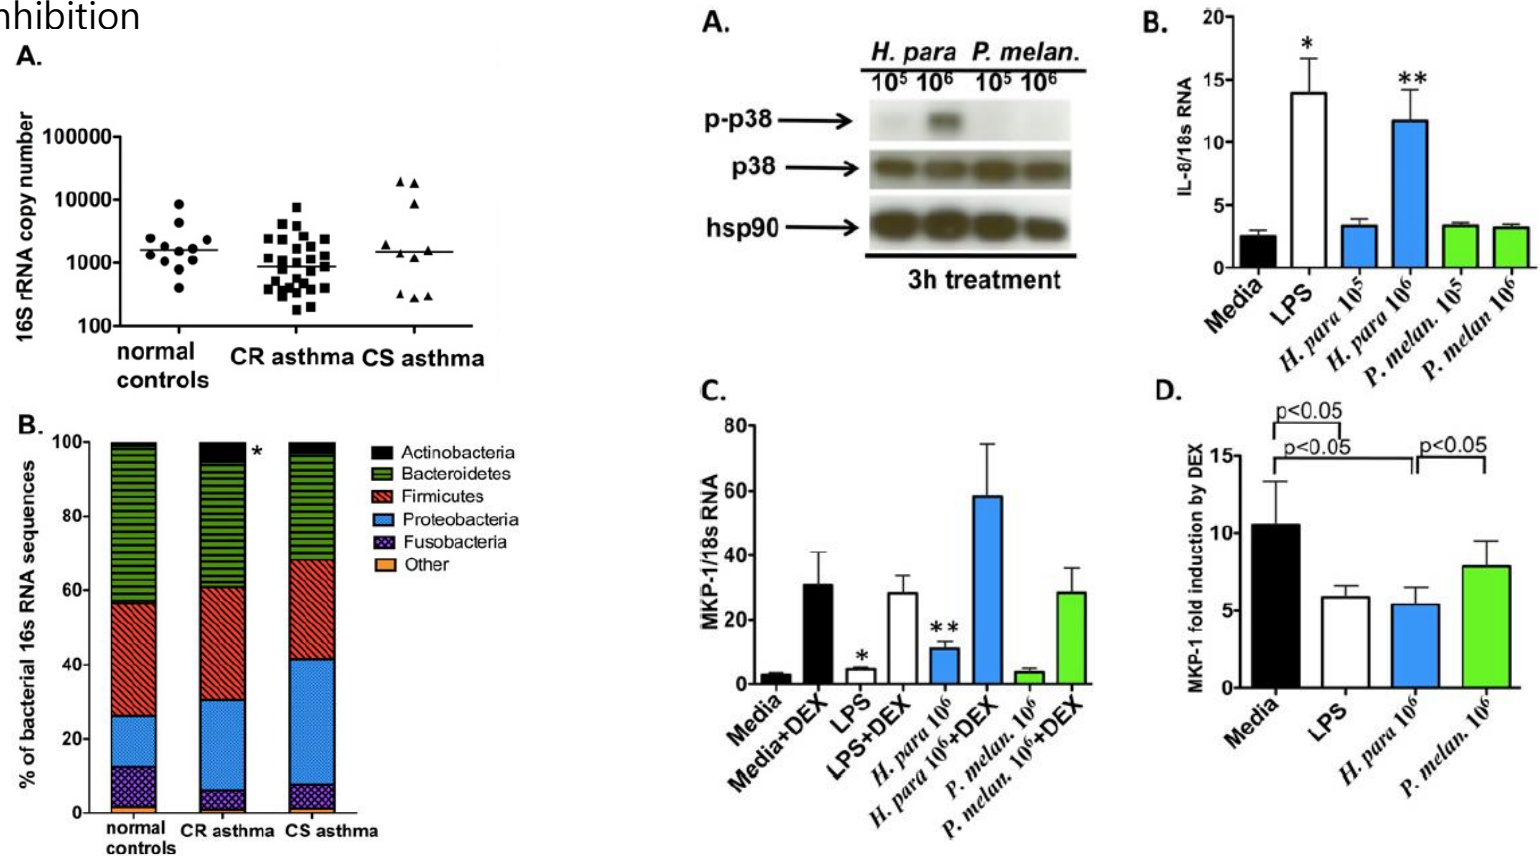 nhibition
A.
16S rRNA copy number
100000
10000
1000
100
normal
controls
CR asthma
CS asthma
B.
% of bacterial 16s RNA sequences
100
80
60
40
20
0
*
normal
controls
CR asthma
CS asthma
Actinobacteria
Bacteroidetes
Firmicutes
Proteobacteria
Fusobacteria
Other
A.
H. para P. melan.
10⁵ 10⁶ 10⁵ 10⁶
p-p38
p38
hsp90
3h treatment
B.
IL-8/18s RNA
20
15
10
5
0
*
**
Media
LPS
H. para 10⁵
H. para 10⁶
P. melan. 10⁵
P. melan 10⁶
C.
MKP-1/18s RNA
80
60
40
20
0
*
**
Media
Media+DEX
LPS
LPS+DEX
H. para 10⁶
H. para 10⁶+DEX
P. melan. 10⁶
P. melan. 10⁶+DEX
D.
MKP-1 fold induction by DEX
p<0.05
p<0.05
p<0.05
15
10
5
0
Media
LPS
H. para 10⁶
P. melan. 10⁶